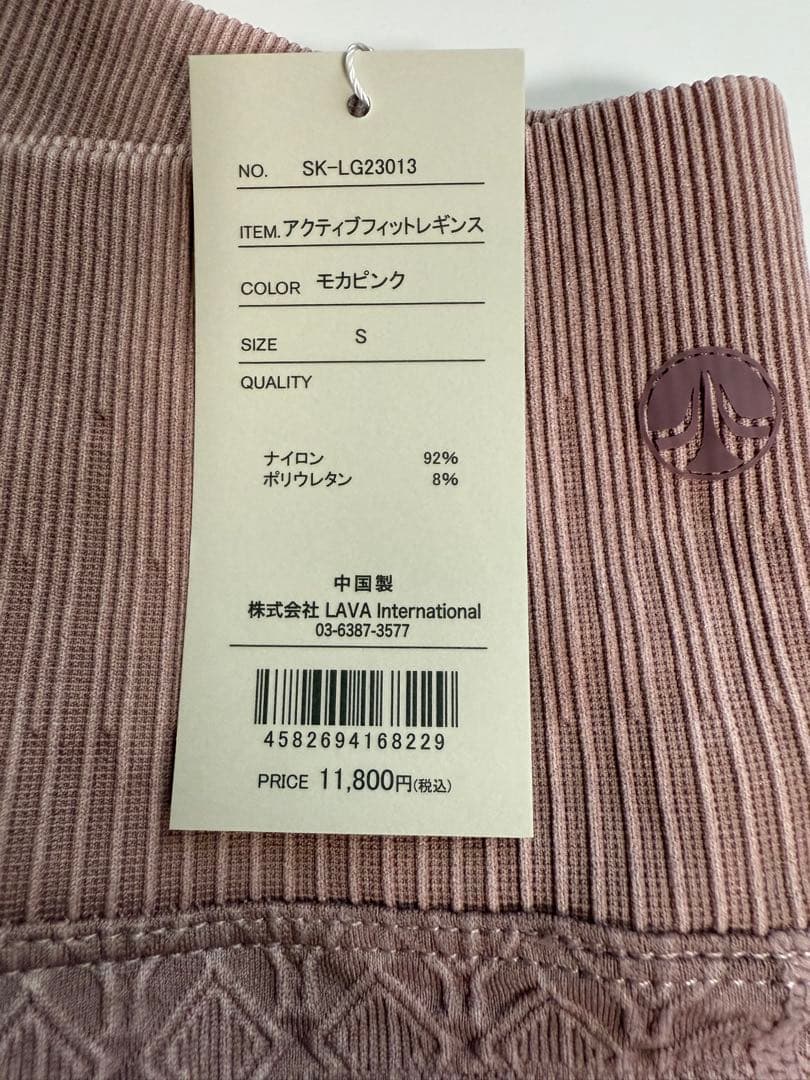 NO. SK-LG23013
ITEM. アクティブフィットレギンス
COLOR モカピンク
SIZE S
QUALITY
ナイロン 92%
ポリウレタン 8%
中国製
株式会社 LAVA International
03-6387-3577
4582694168229
PRICE 11,800円(税込)